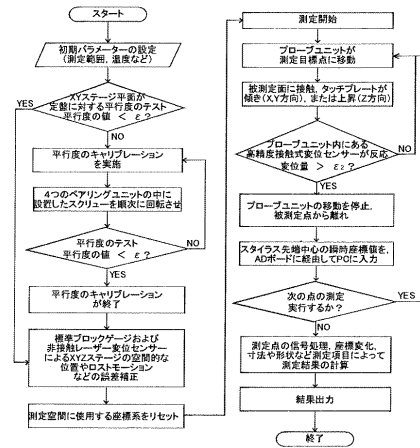 スタート
初期パラメーターの設定
(測定範囲、温度など)
XYステージ平面が
定盤に対する平行度のテスト
平行度の値 < ε?
YES
NO
平行度のキャリブレーション
を実施
4つのベアリングユニットの中に
設置したスクリューを順次に回転させ
平行度のテスト
平行度の値 < ε?
NO
YES
平行度のキャリブレーション
が終了
標準ブロックゲージおよび
非接触レーザー変位センサー
によるXYZステージの空間的な
位置やロストモーション
などの誤差補正
測定空間に使用する座標系をリセット
測定開始
プローブユニットが
測定目標点に移動
被測定面に接触、タッチプレートが
傾き(X,Y方向)、または上昇(Z方向)
プローブユニット内にある
高精度接触式変位センサーが反応
変位量 > ε2?
NO
YES
プローブユニットの移動を停止、
被測定点から離れ
スタイラス先端中心の瞬時座標値を、
ADボードに経由してPCに入力
次の点の測定
実行するか?
YES
NO
測定点の信号処理、座標変化、
寸法や形状など測定項目によって
測定結果の計算
結果出力
終了